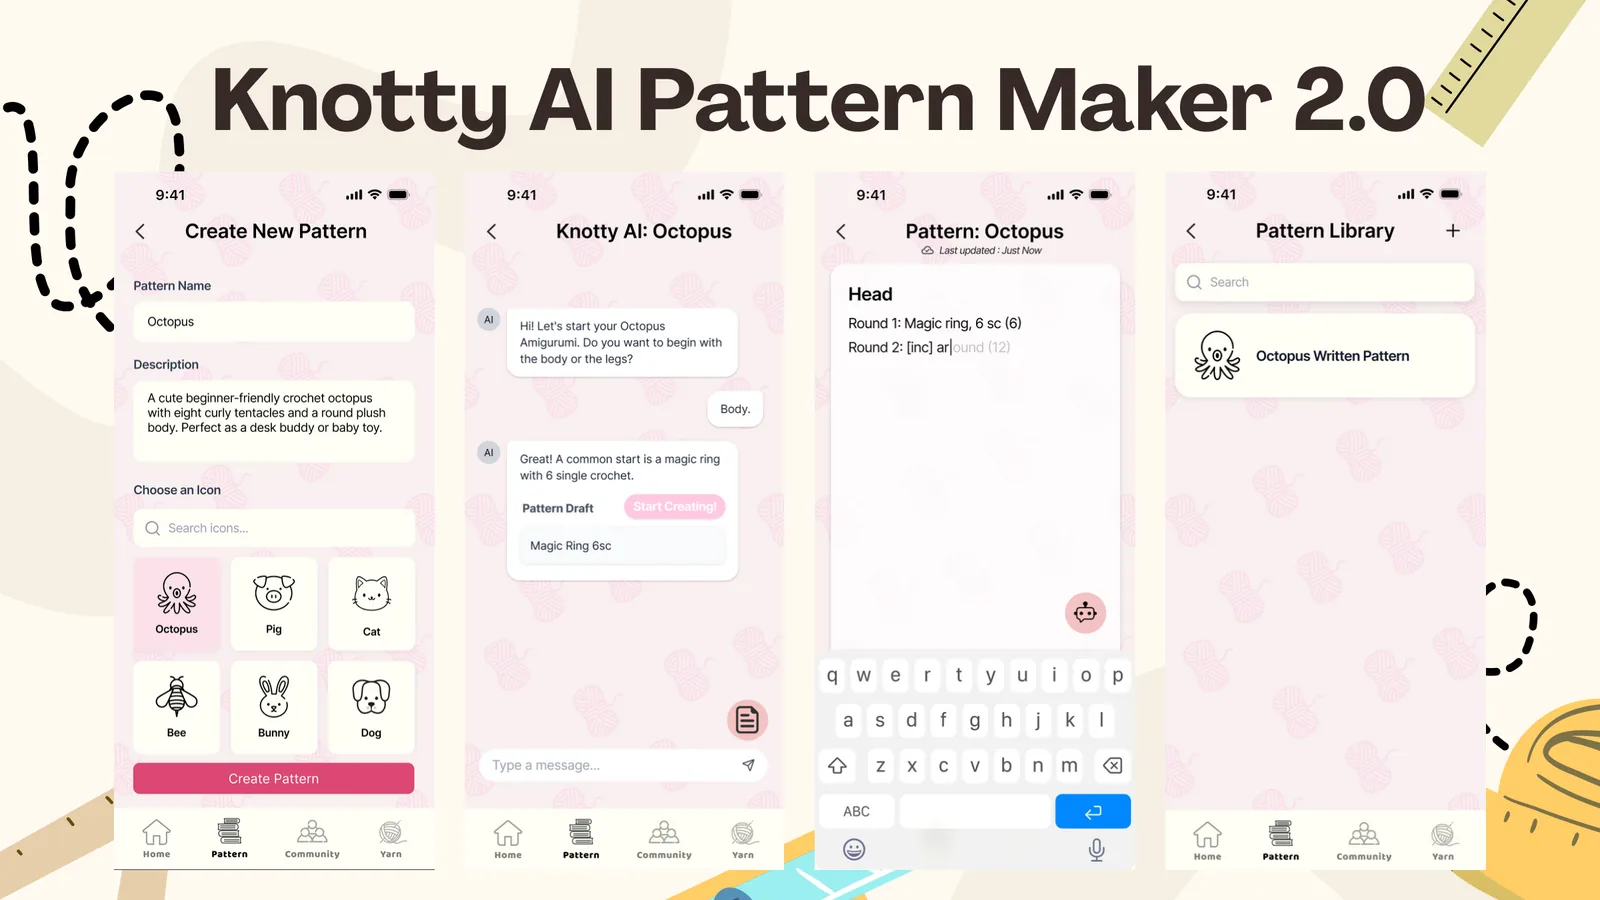 Knotty AI Pattern Maker 2.0
9:41
Create New Pattern
Pattern Name
Octopus
Description
A cute beginner-friendly crochet octopus
with eight curly tentacles and a round plush
body. Perfect as a desk buddy or baby toy.
Choose an Icon
Search icons...
Octopus
Pig
Cat
Bee
Bunny
Dog
Create Pattern
Home
Pattern
Community
Yarn
9:41
Knotty AI: Octopus
AI
Hi! Let's start your Octopus
Amigurumi. Do you want to begin with
the body or the legs?
Body.
AI
Great! A common start is a magic ring
with 6 single crochet.
Pattern Draft
Start Creating!
Magic Ring 6sc
Type a message...
Home
Pattern
Community
Yarn
9:41
Pattern: Octopus
Last updated : Just Now
Head
Round 1: Magic ring, 6 sc (6)
Round 2: [inc] around (12)
q w e r t y u i o p
a s d f g h j k l
z x c v b n m
ABC
9:41
Pattern Library
Search
Octopus Written Pattern
Home
Pattern
Community
Yarn